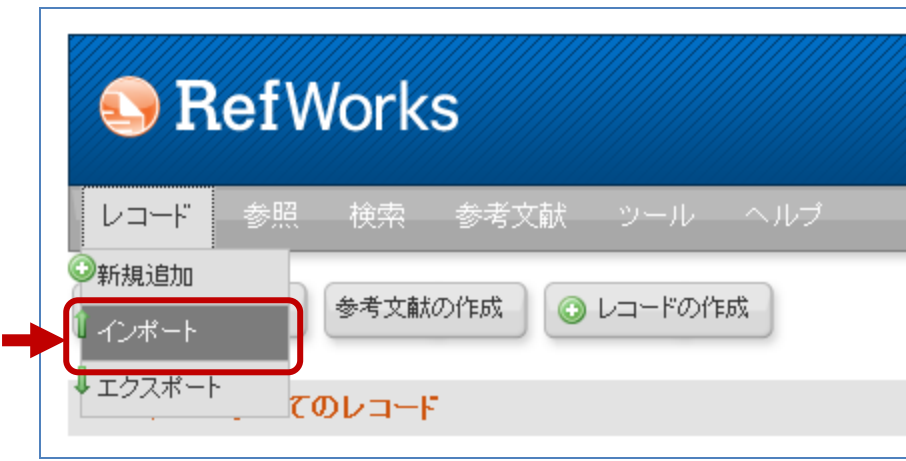 RefWorks
レコード 参照 検索 参考文献 ツール ヘルプ
新規追加
インポート
エクスポート
参考文献の作成 レコードの作成
てのレコード